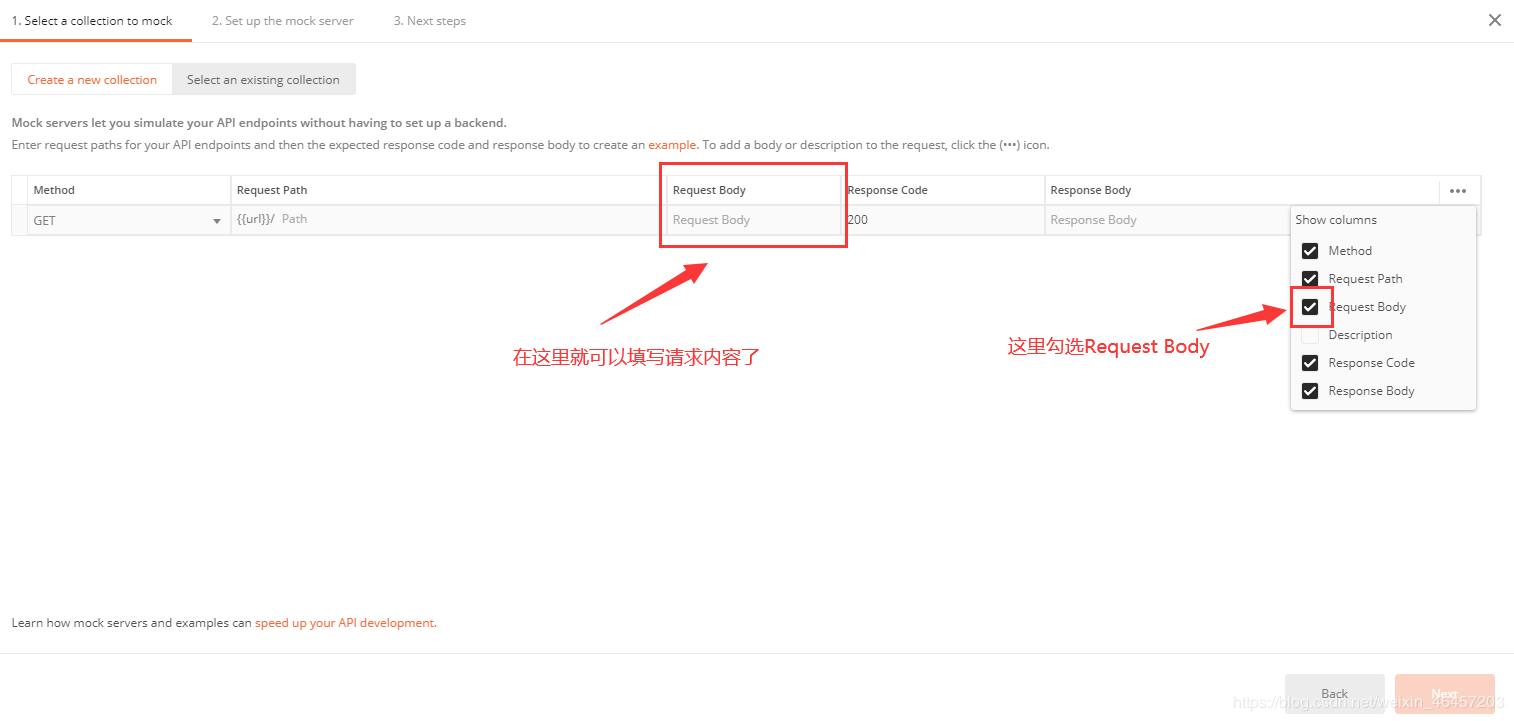 1. Select a collection to mock 2. Set up the mock server 3. Next steps
Create a new collection Select an existing collection
Mock servers let you simulate your API endpoints without having to set up a backend.
Enter request paths for your API endpoints and then the expected response code and response body to create an example. To add a body or description to the request, click the (•••) icon.
Method Request Path Request Body Response Code Response Body •••
GET {{url}}/ Path Request Body 200 Response Body
Show columns
Method
Request Path
Request Body
Description
Response Code
Response Body
在这里就可以填写请求内容了
这里勾选Request Body
Learn how mock servers and examples can speed up your API development.
Back Next
https://blog.csdn.net/weixin_46457203